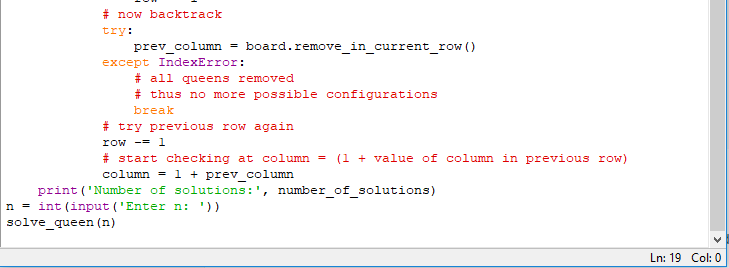 # now backtrack
try:
prev_column = board.remove_in_current_row()
except IndexError:
# all queens removed
# thus no more possible configurations
break
# try previous row again
row -= 1
# start checking at column = (1 + value of column in previous row)
column = 1 + prev_column
print('Number of solutions:', number_of_solutions)
n = int(input('Enter n: '))
solve_queen(n)
Ln: 19 Col: 0